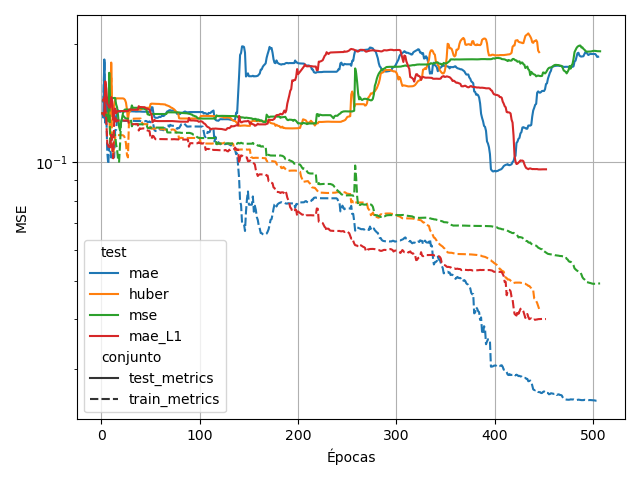 10⁻¹
MSE
test
mae
huber
mse
mae_L1
conjunto
test_metrics
train_metrics
0 100 200 300 400 500
Épocas